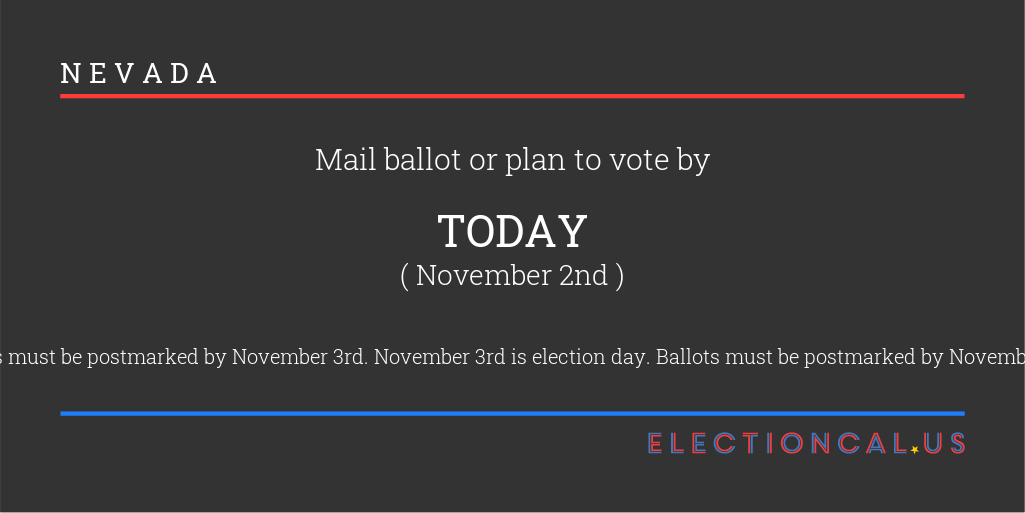 NEVADA
Mail ballot or plan to vote by
TODAY
( November 2nd )
must be postmarked by November 3rd. November 3rd is election day. Ballots must be postmarked by
ELECTIONCAL.US